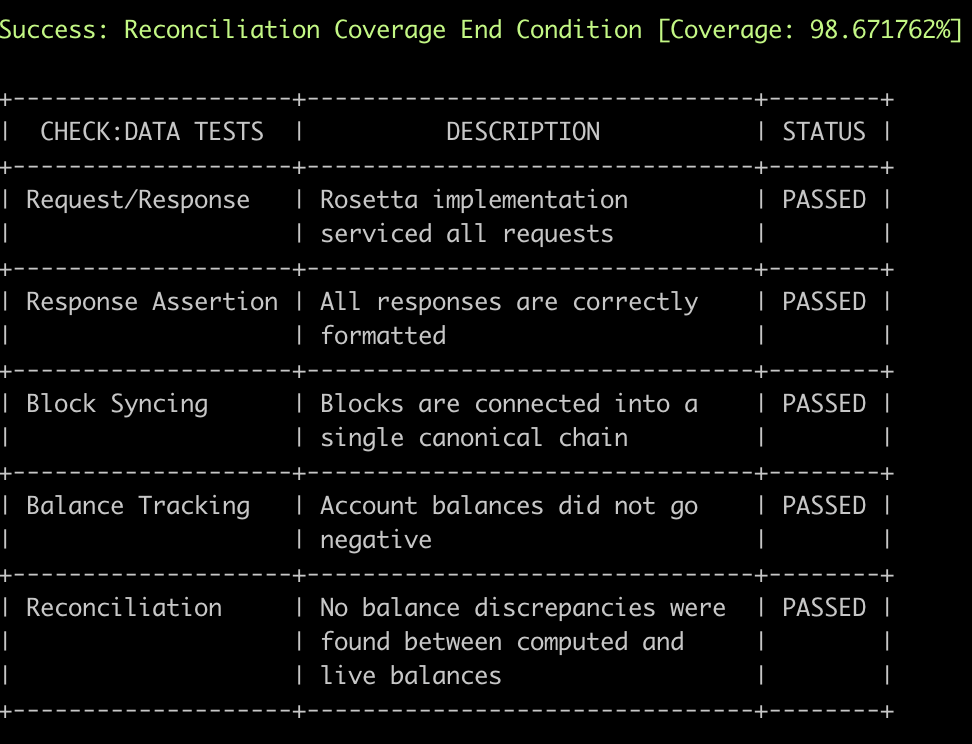 Success: Reconciliation Coverage End Condition [Coverage: 98.671762%]
+--------------------+--------------------------------+--------+
|  CHECK:DATA TESTS  |          DESCRIPTION           | STATUS |
+--------------------+--------------------------------+--------+
| Request/Response   | Rosetta implementation         | PASSED |
|                    | serviced all requests          |        |
+--------------------+--------------------------------+--------+
| Response Assertion | All responses are correctly    | PASSED |
|                    | formatted                      |        |
+--------------------+--------------------------------+--------+
| Block Syncing      | Blocks are connected into a    | PASSED |
|                    | single canonical chain         |        |
+--------------------+--------------------------------+--------+
| Balance Tracking   | Account balances did not go    | PASSED |
|                    | negative                       |        |
+--------------------+--------------------------------+--------+
| Reconciliation     | No balance discrepancies were  | PASSED |
|                    | found between computed and     |        |
|                    | live balances                  |        |
+--------------------+--------------------------------+--------+